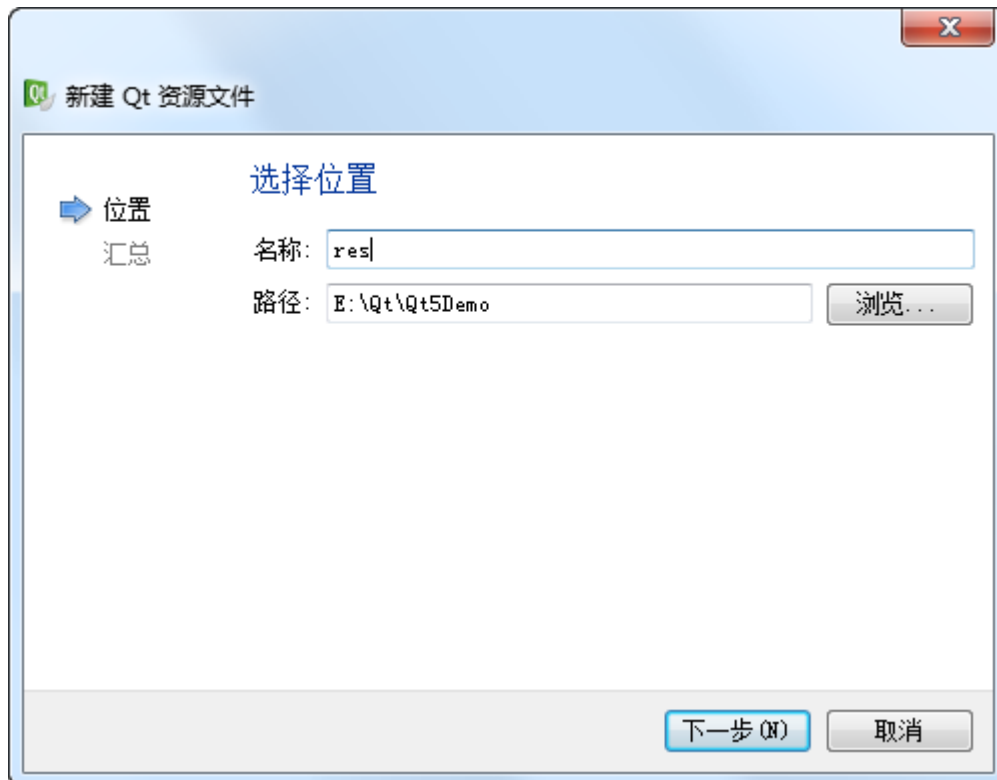 新建 Qt 资源文件
选择位置
位置
汇总
名称: res
路径: E:\Qt\Qt5Demo 浏览...
下一步(N) 取消